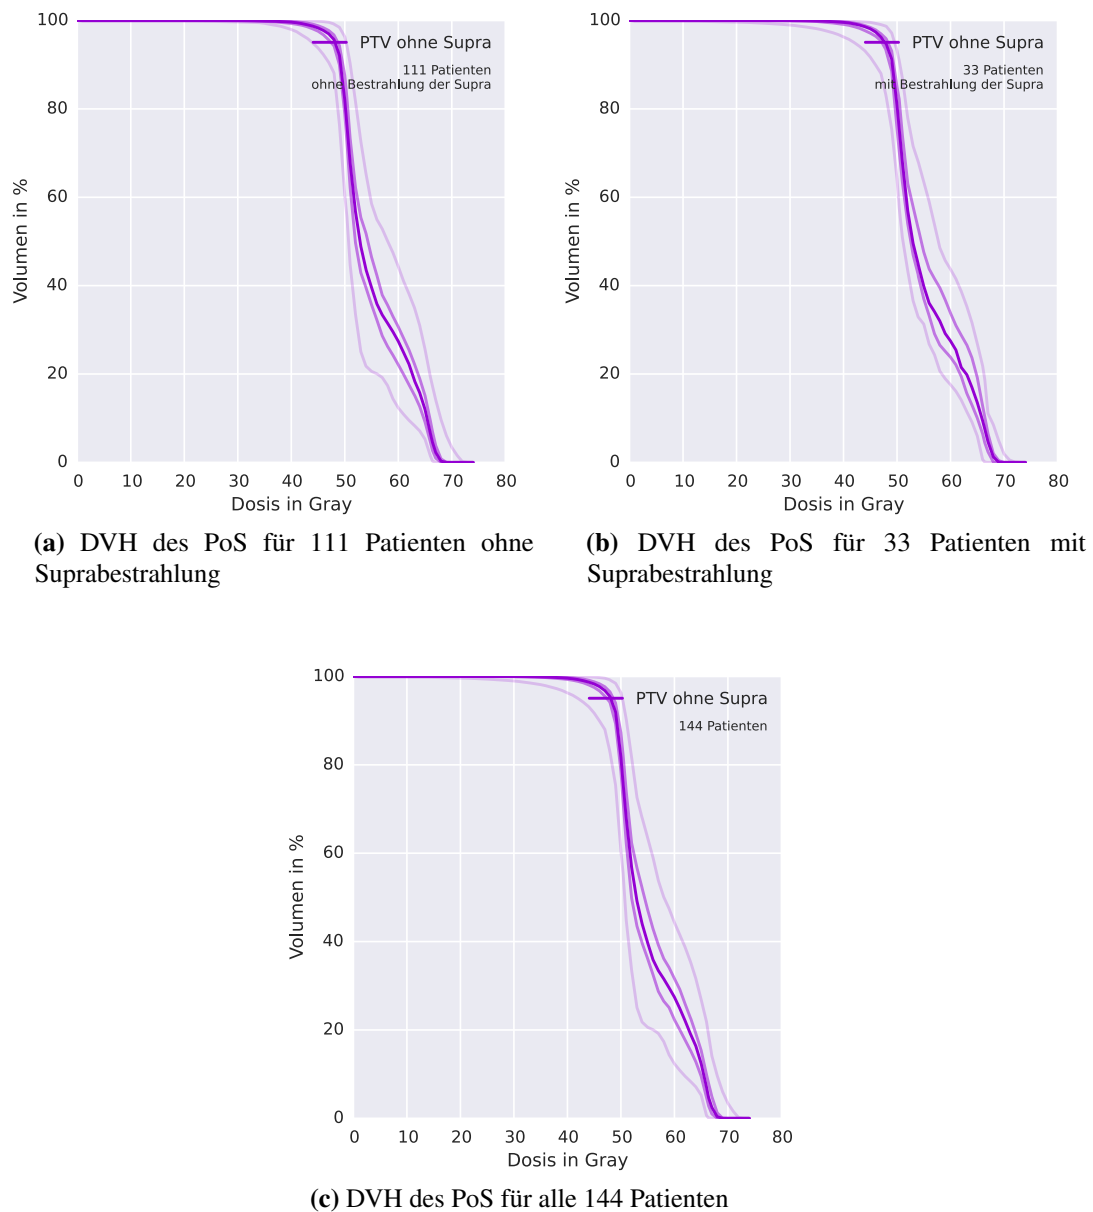 100
80
60
40
20
0
Volumen in %
PTV ohne Supra
111 Patienten
ohne Bestrahlung der Supra
0 10 20 30 40 50 60 70 80
Dosis in Gray
(a) DVH des PoS für 111 Patienten ohne
Suprabestrahlung
100
80
60
40
20
0
Volumen in %
PTV ohne Supra
33 Patienten
mit Bestrahlung der Supra
0 10 20 30 40 50 60 70 80
Dosis in Gray
(b) DVH des PoS für 33 Patienten mit
Suprabestrahlung
100
80
60
40
20
0
Volumen in %
PTV ohne Supra
144 Patienten
0 10 20 30 40 50 60 70 80
Dosis in Gray
(c) DVH des PoS für alle 144 Patienten